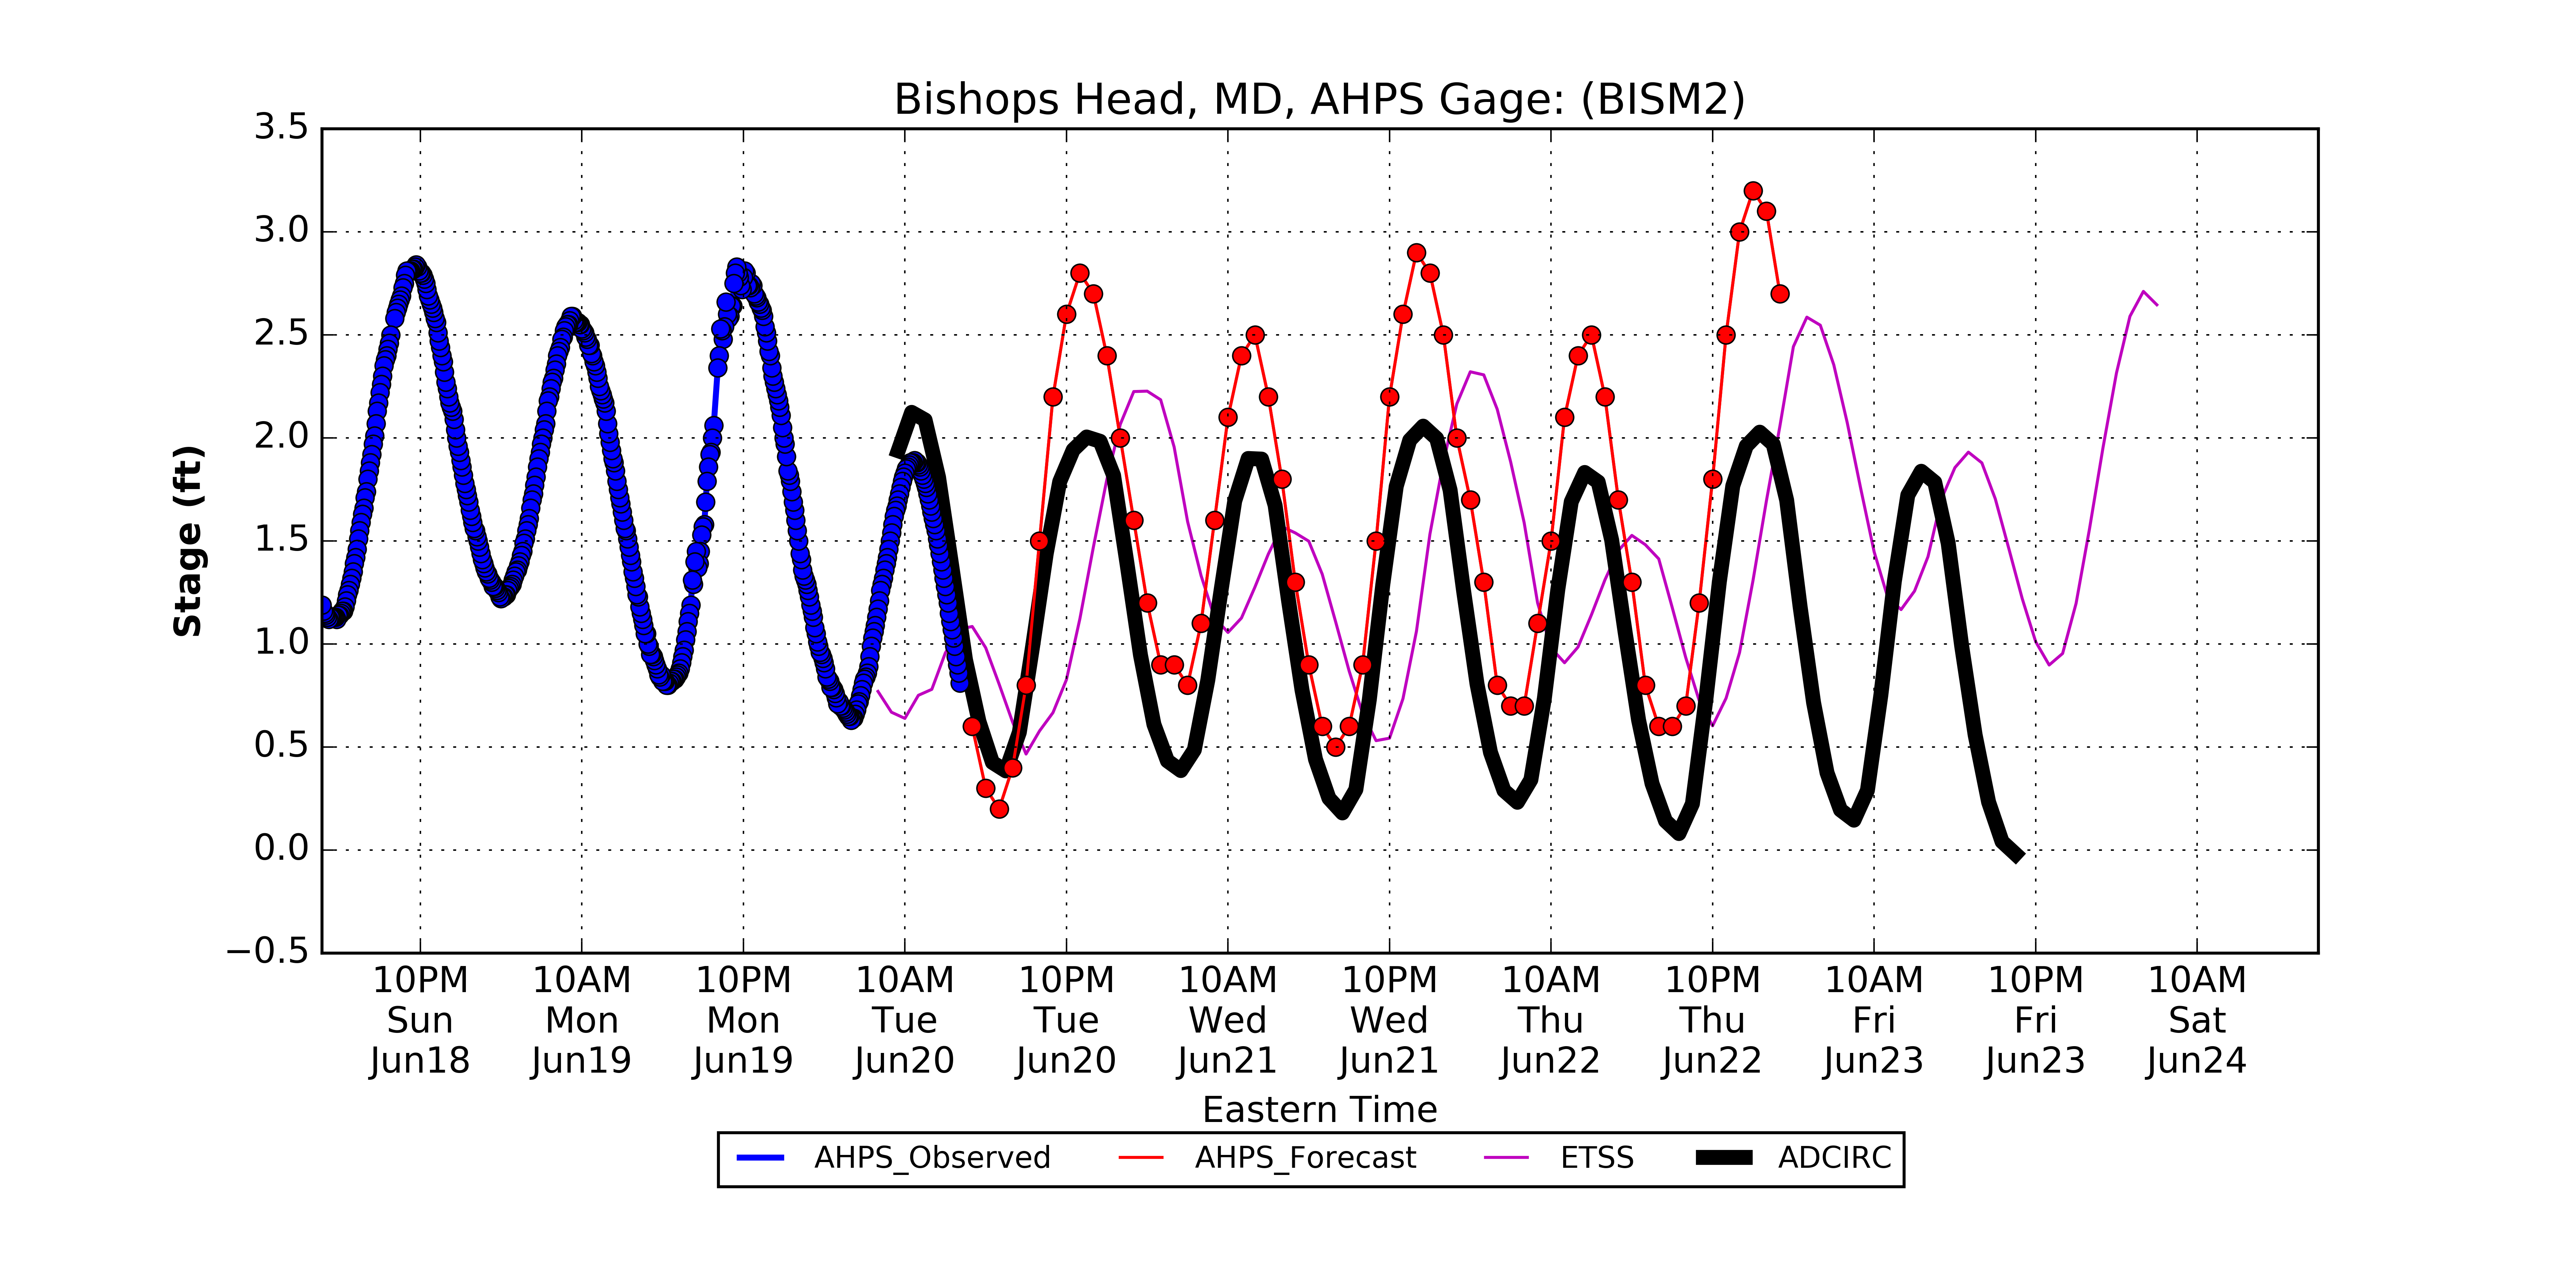 Bishops Head, MD, AHPS Gage: (BISM2)
3.5
3.0
2.5
2.0
1.5
1.0
0.5
0.0
−0.5
Stage (ft)
10PM 10AM 10PM 10AM 10PM 10AM 10PM 10AM 10PM 10AM 10PM 10AM
Sun Mon Mon Tue Tue Wed Wed Thu Thu Fri Fri Sat
Jun18 Jun19 Jun19 Jun20 Jun20 Jun21 Jun21 Jun22 Jun22 Jun23 Jun23 Jun24
Eastern Time
AHPS_Observed AHPS_Forecast ETSS ADCIRC